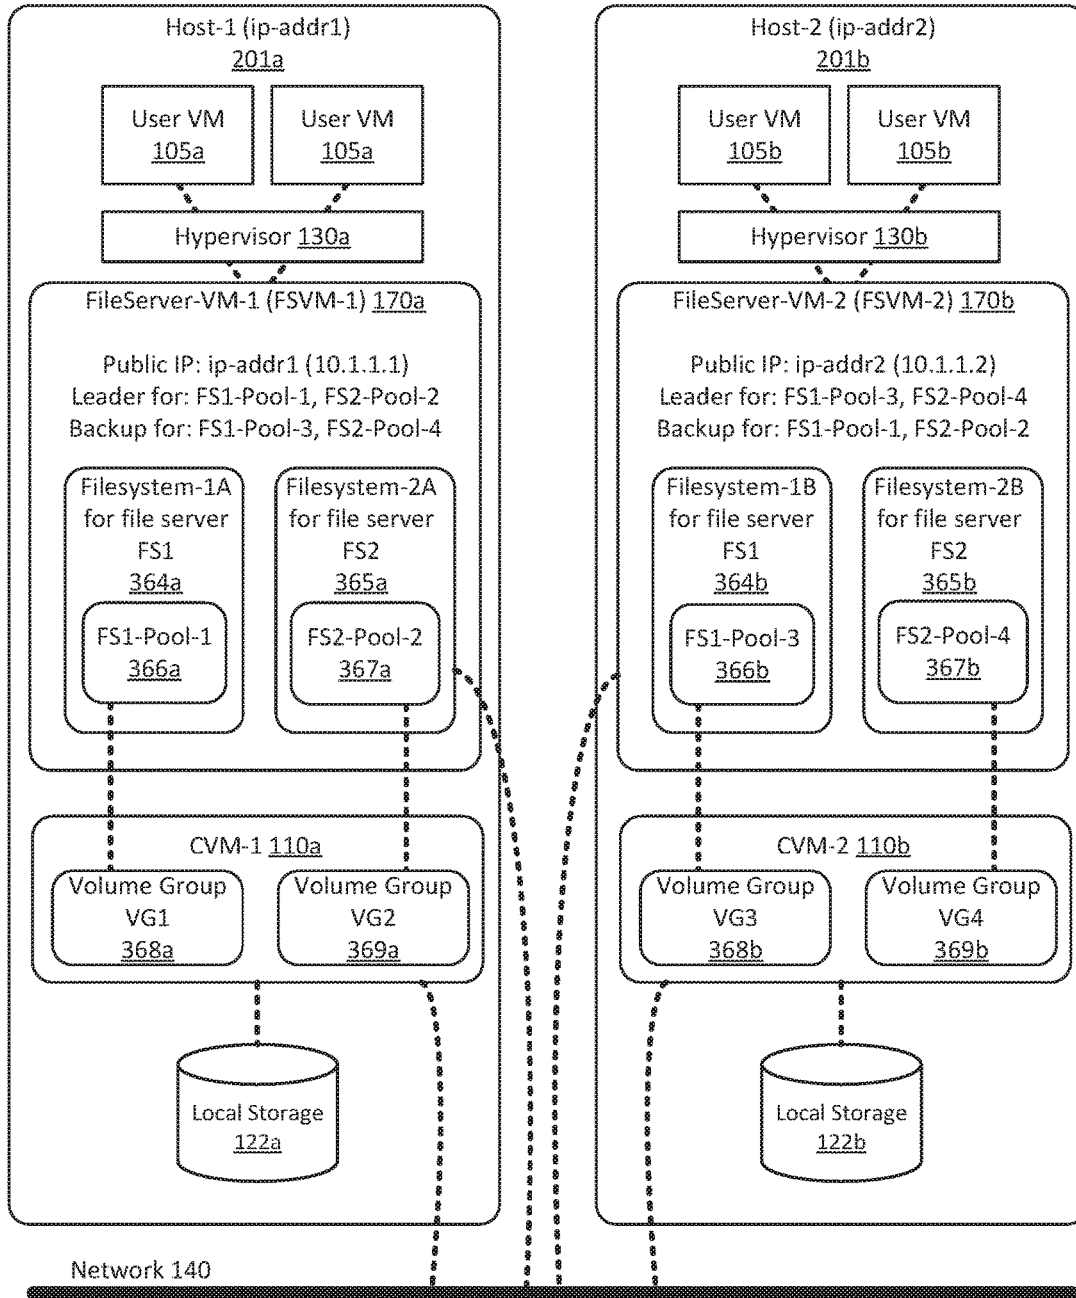 Host-1 (ip-addr1)
201a
User VM
105a
User VM
105a
Hypervisor 130a
FileServer-VM-1 (FSVM-1) 170a
Public IP: ip-addr1 (10.1.1.1)
Leader for: FS1-Pool-1, FS2-Pool-2
Backup for: FS1-Pool-3, FS2-Pool-4
Filesystem-1A
for file server
FS1
364a
FS1-Pool-1
366a
Filesystem-2A
for file server
FS2
365a
FS2-Pool-2
367a
CVM-1 110a
Volume Group
VG1
368a
Volume Group
VG2
369a
Local Storage
122a
Host-2 (ip-addr2)
201b
User VM
105b
User VM
105b
Hypervisor 130b
FileServer-VM-2 (FSVM-2) 170b
Public IP: ip-addr2 (10.1.1.2)
Leader for: FS1-Pool-3, FS2-Pool-4
Backup for: FS1-Pool-1, FS2-Pool-2
Filesystem-1B
for file server
FS1
364b
FS1-Pool-3
366b
Filesystem-2B
for file server
FS2
365b
FS2-Pool-4
367b
CVM-2 110b
Volume Group
VG3
368b
Volume Group
VG4
369b
Local Storage
122b
Network 140